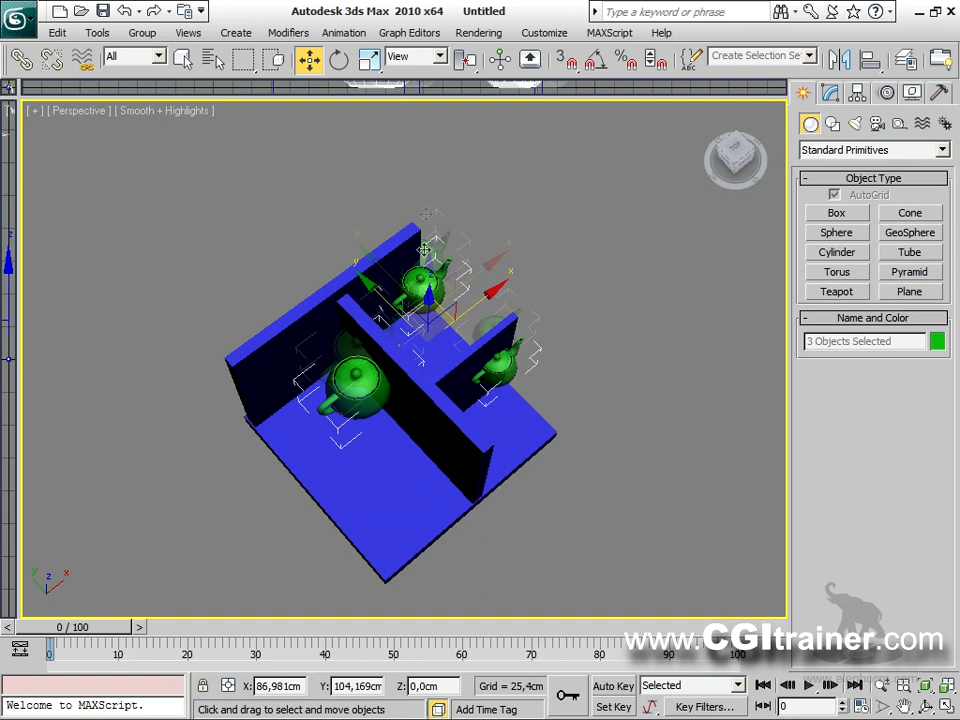 Autodesk 3ds Max 2010 x64
Untitled
Type a keyword or phrase
Edit Tools Group Views Create Modifiers Animation Graph Editors Rendering Customize MAXScript Help
All
View
3
ABC
Create Selection Se
[ + ] [ Perspective ] [ Smooth + Highlights ]
TOP
Standard Primitives
- Object Type
AutoGrid
Box Cone
Sphere GeoSphere
Cylinder Tube
Torus Pyramid
Teapot Plane
- Name and Color
3 Objects Selected
x
y
x
y
z
z
y z x
< 0 / 100 >
0 10 20 30 40 50 60 70 80 90 100
www.CGItrainer.com
X: 86,981cm Y: 104,169cm Z: 0,0cm Grid = 25,4cm
Auto Key Selected
Welcome to MAXScript.
Click and drag to select and move objects
Add Time Tag
Set Key Key Filters...
0